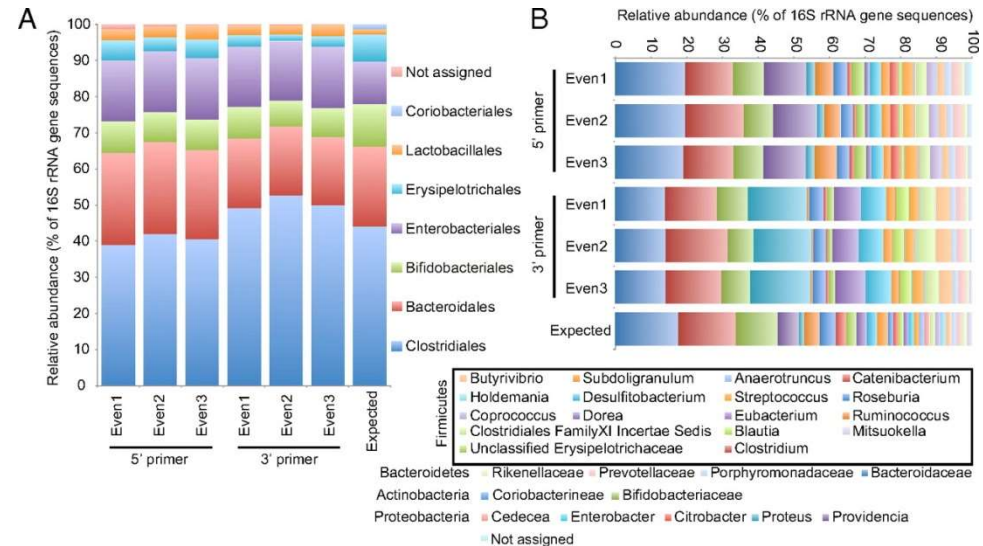 A
Relative abundance (% of 16S rRNA gene sequences)
100
90
80
70
60
50
40
30
20
10
0
Even1
Even2
Even3
Even1
Even2
Even3
Expected
5' primer
3' primer
Not assigned
Coriobacteriales
Lactobacillales
Erysipelotrichales
Enterobacteriales
Bifidobacteriales
Bacteroidales
Clostridiales
B
Relative abundance (% of 16S rRNA gene sequences)
0 10 20 30 40 50 60 70 80 90 100
5' primer
Even1
Even2
Even3
3' primer
Even1
Even2
Even3
Expected
Firmicutes
Butyrivibrio Subdoligranulum Anaerotruncus Catenibacterium
Holdemania Desulfitobacterium Streptococcus Roseburia
Coprococcus Dorea Eubacterium Ruminococcus
Clostridiales FamilyXI Incertae Sedis Blautia Mitsuokella
Unclassified Erysipelotrichaceae Clostridium
Bacteroidetes Rikenellaceae Prevotellaceae Porphyromonadaceae Bacteroidaceae
Actinobacteria Coriobacterineae Bifidobacteriaceae
Proteobacteria Cedecea Enterobacter Citrobacter Proteus Providencia
Not assigned